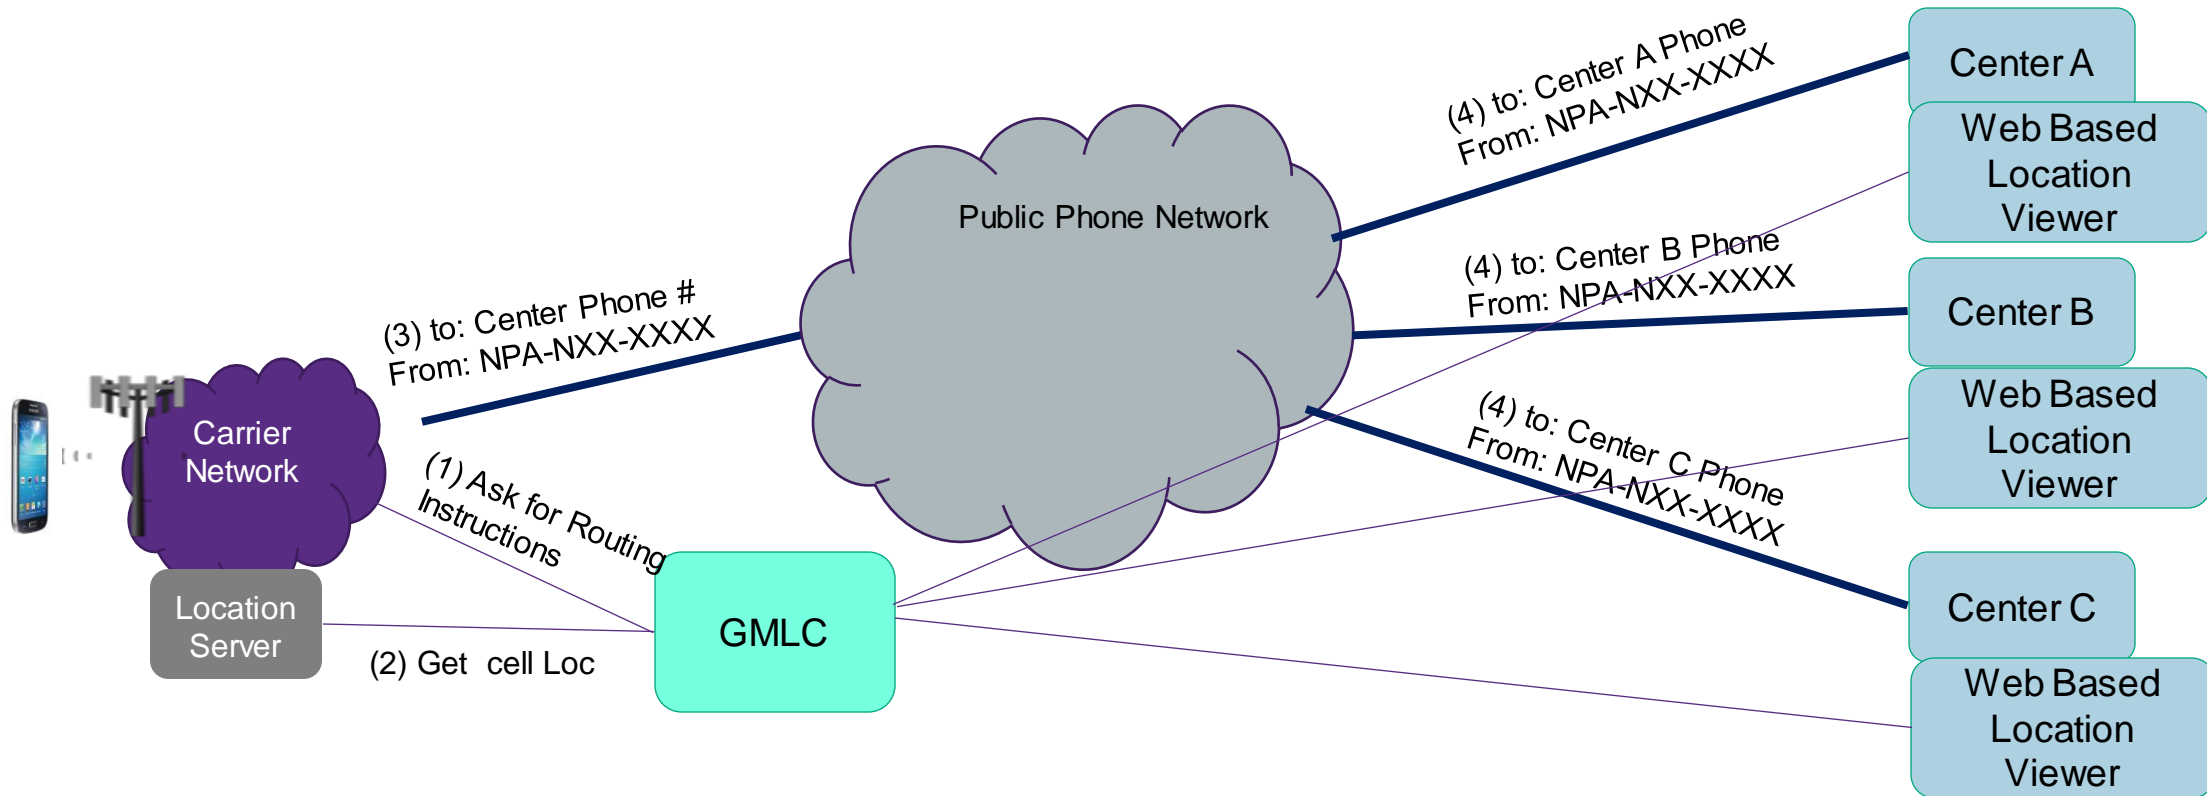 (4) to: Center A Phone
From: NPA-NXX-XXXX
Center A
Web Based
Location
Viewer
Public Phone Network
(4) to: Center B Phone
From: NPA-NXX-XXXX
Center B
Web Based
Location
Viewer
(3) to: Center Phone #
From: NPA-NXX-XXXX
Carrier
Network
(1) Ask for Routing
Instructions
(4) to: Center C Phone
From: NPA-NXX-XXXX
Center C
Web Based
Location
Viewer
Location
Server
(2) Get cell Loc
GMLC